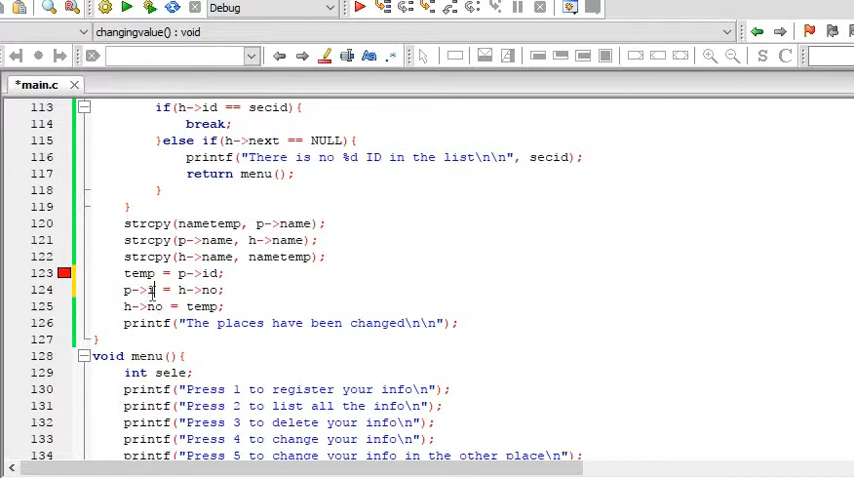 Debug
changingvalue() : void
S C
*main.c
113 if(h->id == secid){
114 break;
115 }else if(h->next == NULL){
116 printf("There is no %d ID in the list\n\n", secid);
117 return menu();
118 }
119 }
120 strcpy(nametemp, p->name);
121 strcpy(p->name, h->name);
122 strcpy(h->name, nametemp);
123 temp = p->id;
124 p->i = h->no;
125 h->no = temp;
126 printf("The places have been changed\n\n");
127 }
128 void menu(){
129 int sele;
130 printf("Press 1 to register your info\n");
131 printf("Press 2 to list all the info\n");
132 printf("Press 3 to delete your info\n");
133 printf("Press 4 to change your info\n");
134 printf("Press 5 to change your info in the other place\n");